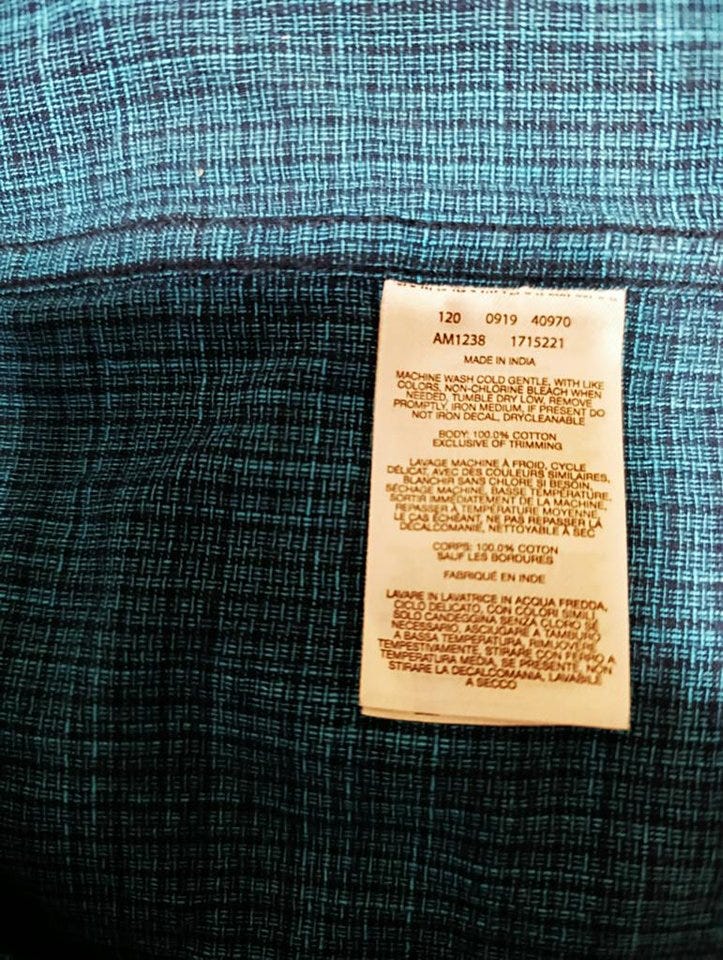 120 0919 40970
AM1238 1715221
MADE IN INDIA
MACHINE WASH COLD GENTLE, WITH LIKE
COLORS, NON-CHLORINE BLEACH WHEN
NEEDED, TUMBLE DRY LOW, REMOVE
PROMPTLY, IRON MEDIUM, IF PRESENT DO
NOT IRON DECAL, DRYCLEANABLE
BODY: 100.0% COTTON
EXCLUSIVE OF TRIMMING
LAVAGE MACHINE À FROID, CYCLE
DÉLICAT, AVEC DES COULEURS SIMILAIRES,
BLANCHIR SANS CHLORE SI BESOIN,
SÉCHAGE MACHINE, BASSE TEMPÉRATURE,
SORTIR IMMÉDIATEMENT DE LA MACHINE,
REPASSER À TEMPÉRATURE MOYENNE,
LE CAS ÉCHÉANT, NE PAS REPASSER LA
DÉCALCOMANIE, NETTOYABLE À SEC
CORPS: 100.0% COTON
SAUF LES BORDURES
FABRIQUÉ EN INDE
LAVARE IN LAVATRICE IN ACQUA FREDDA,
CICLO DELICATO, CON COLORI SIMILI,
SOLO CANDEGGINA SENZA CLORO SE
NECESSARIO, ASCIUGARE A TAMBURO
A BASSA TEMPERATURA, RIMUOVERE
TEMPESTIVAMENTE, STIRARE CON FERRO A
TEMPERATURA MEDIA, SE PRESENTE, NON
STIRARE LA DECALCOMANIA, LAVABILE
A SECCO